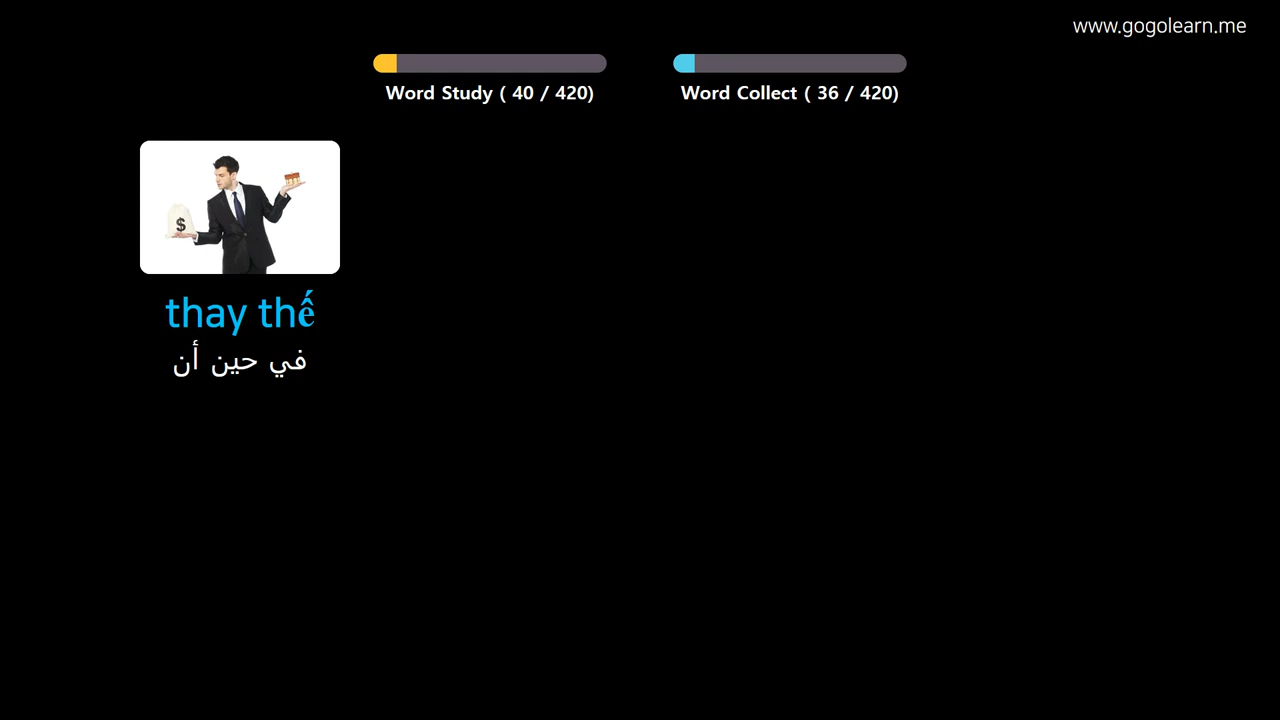 www.gogolearn.me
Word Study ( 40 / 420)
Word Collect ( 36 / 420)
$
thay thế
في حين أن